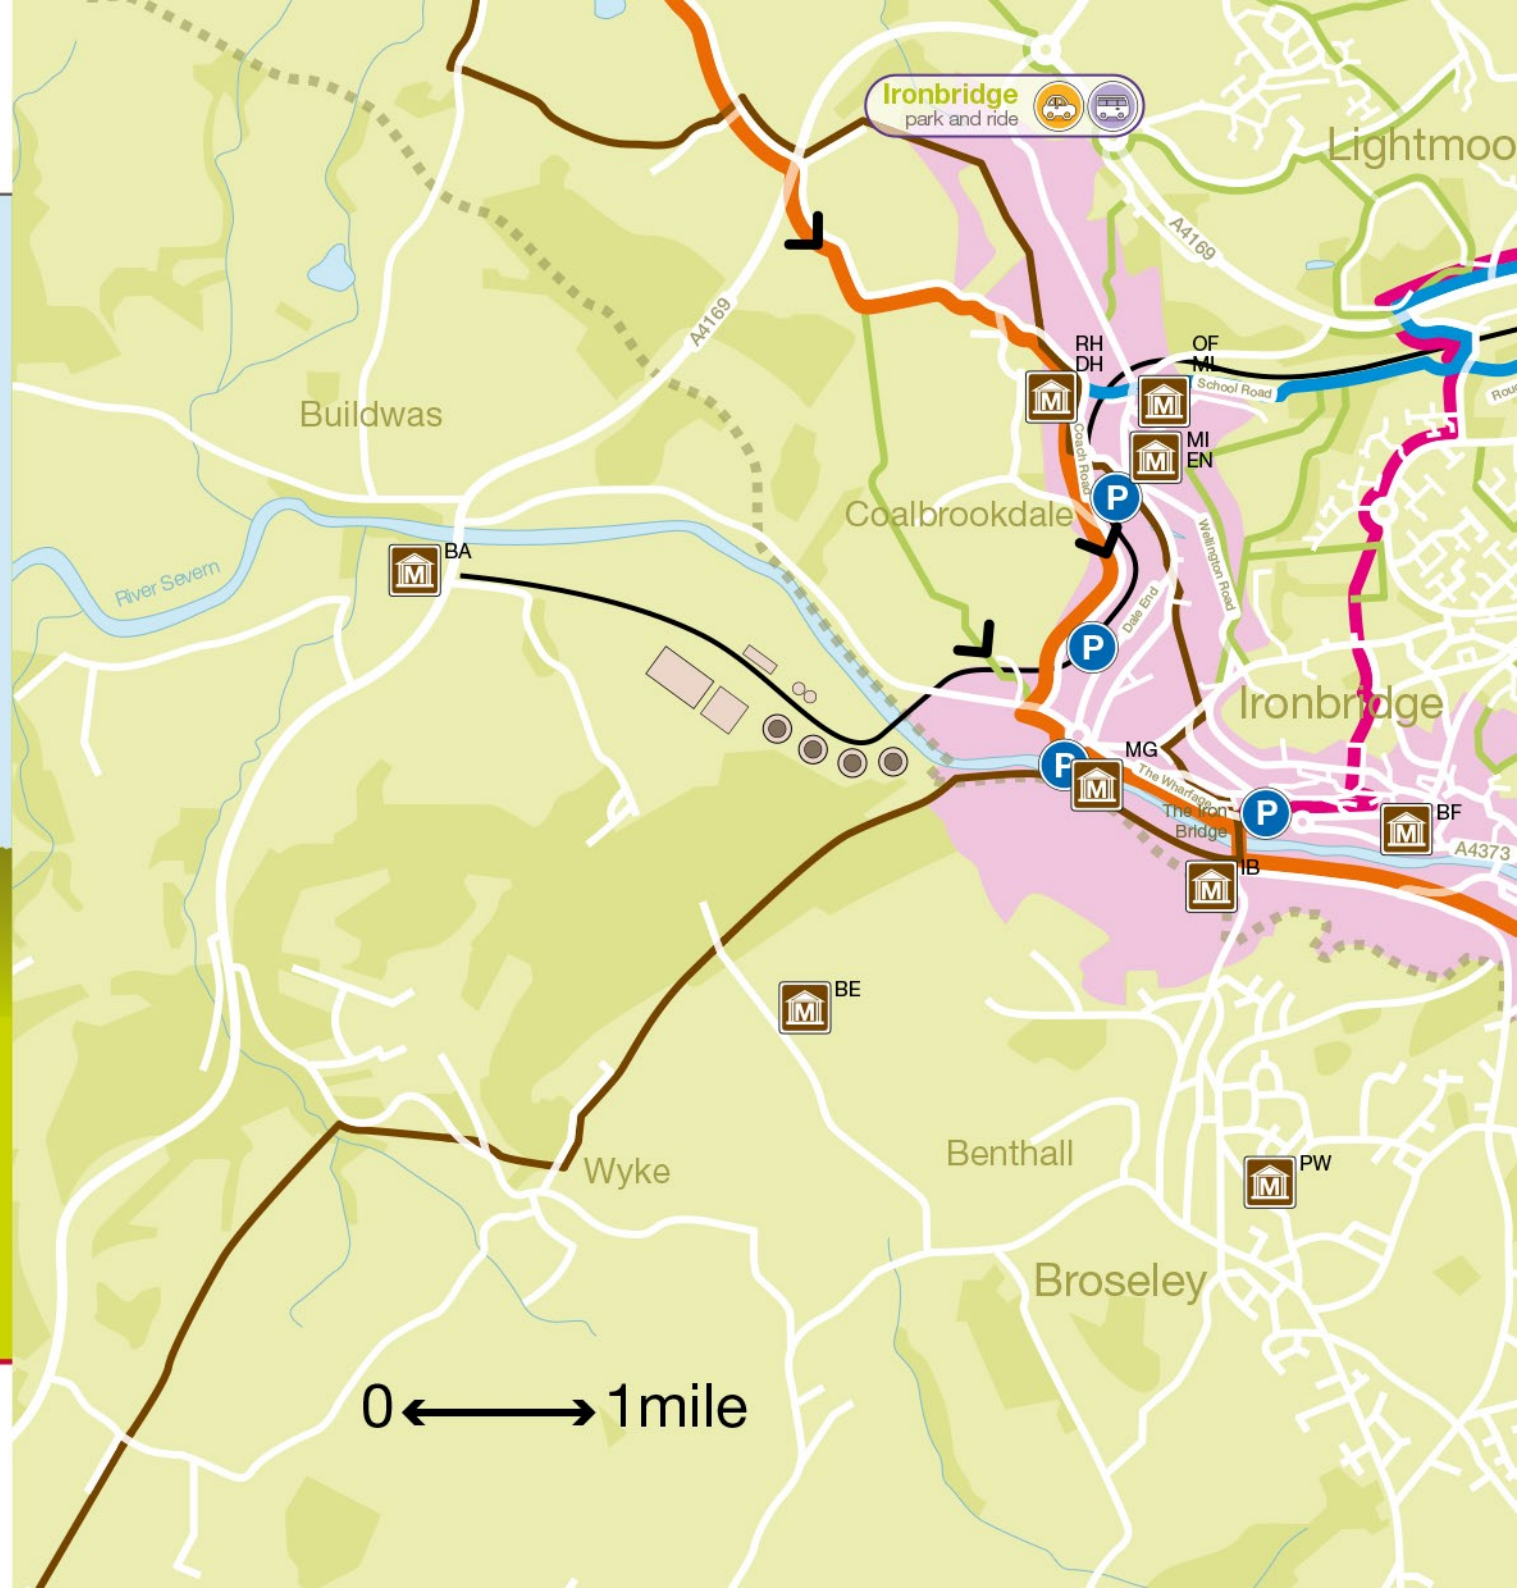 Ironbridge
park and ride
Lightmoo
A4169
A4169
RH
DH
OF
ML
School Road
Rou
Buildwas
MI
EN
Coach Road
P
Coalbrookdale
Wellington Road
BA
River Severn
Dale End
P
Ironbridge
MG
P
The Wharfage
The Iron
Bridge
P
BF
A4373
IB
BE
Wyke
Benthall
PW
Broseley
0
1mile
M
M
M
M
M
M
M
M
M